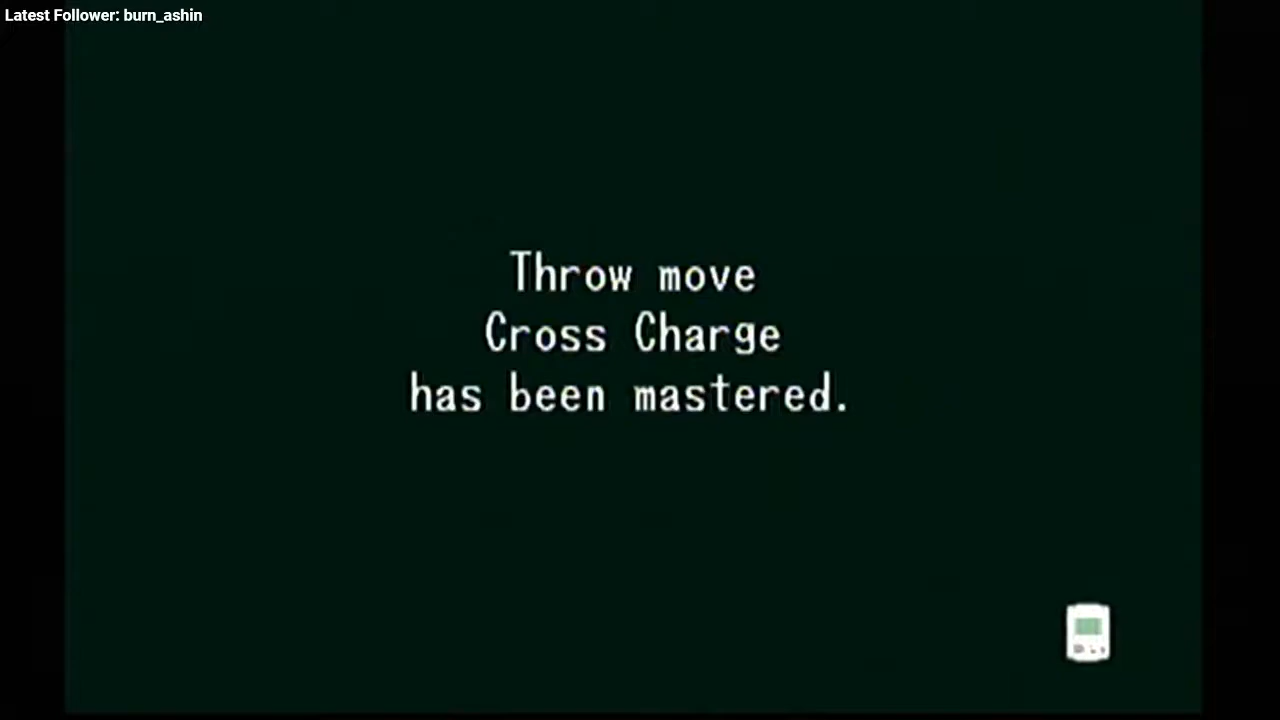 Latest Follower: burn_ashin
Throw move
Cross Charge
has been mastered.